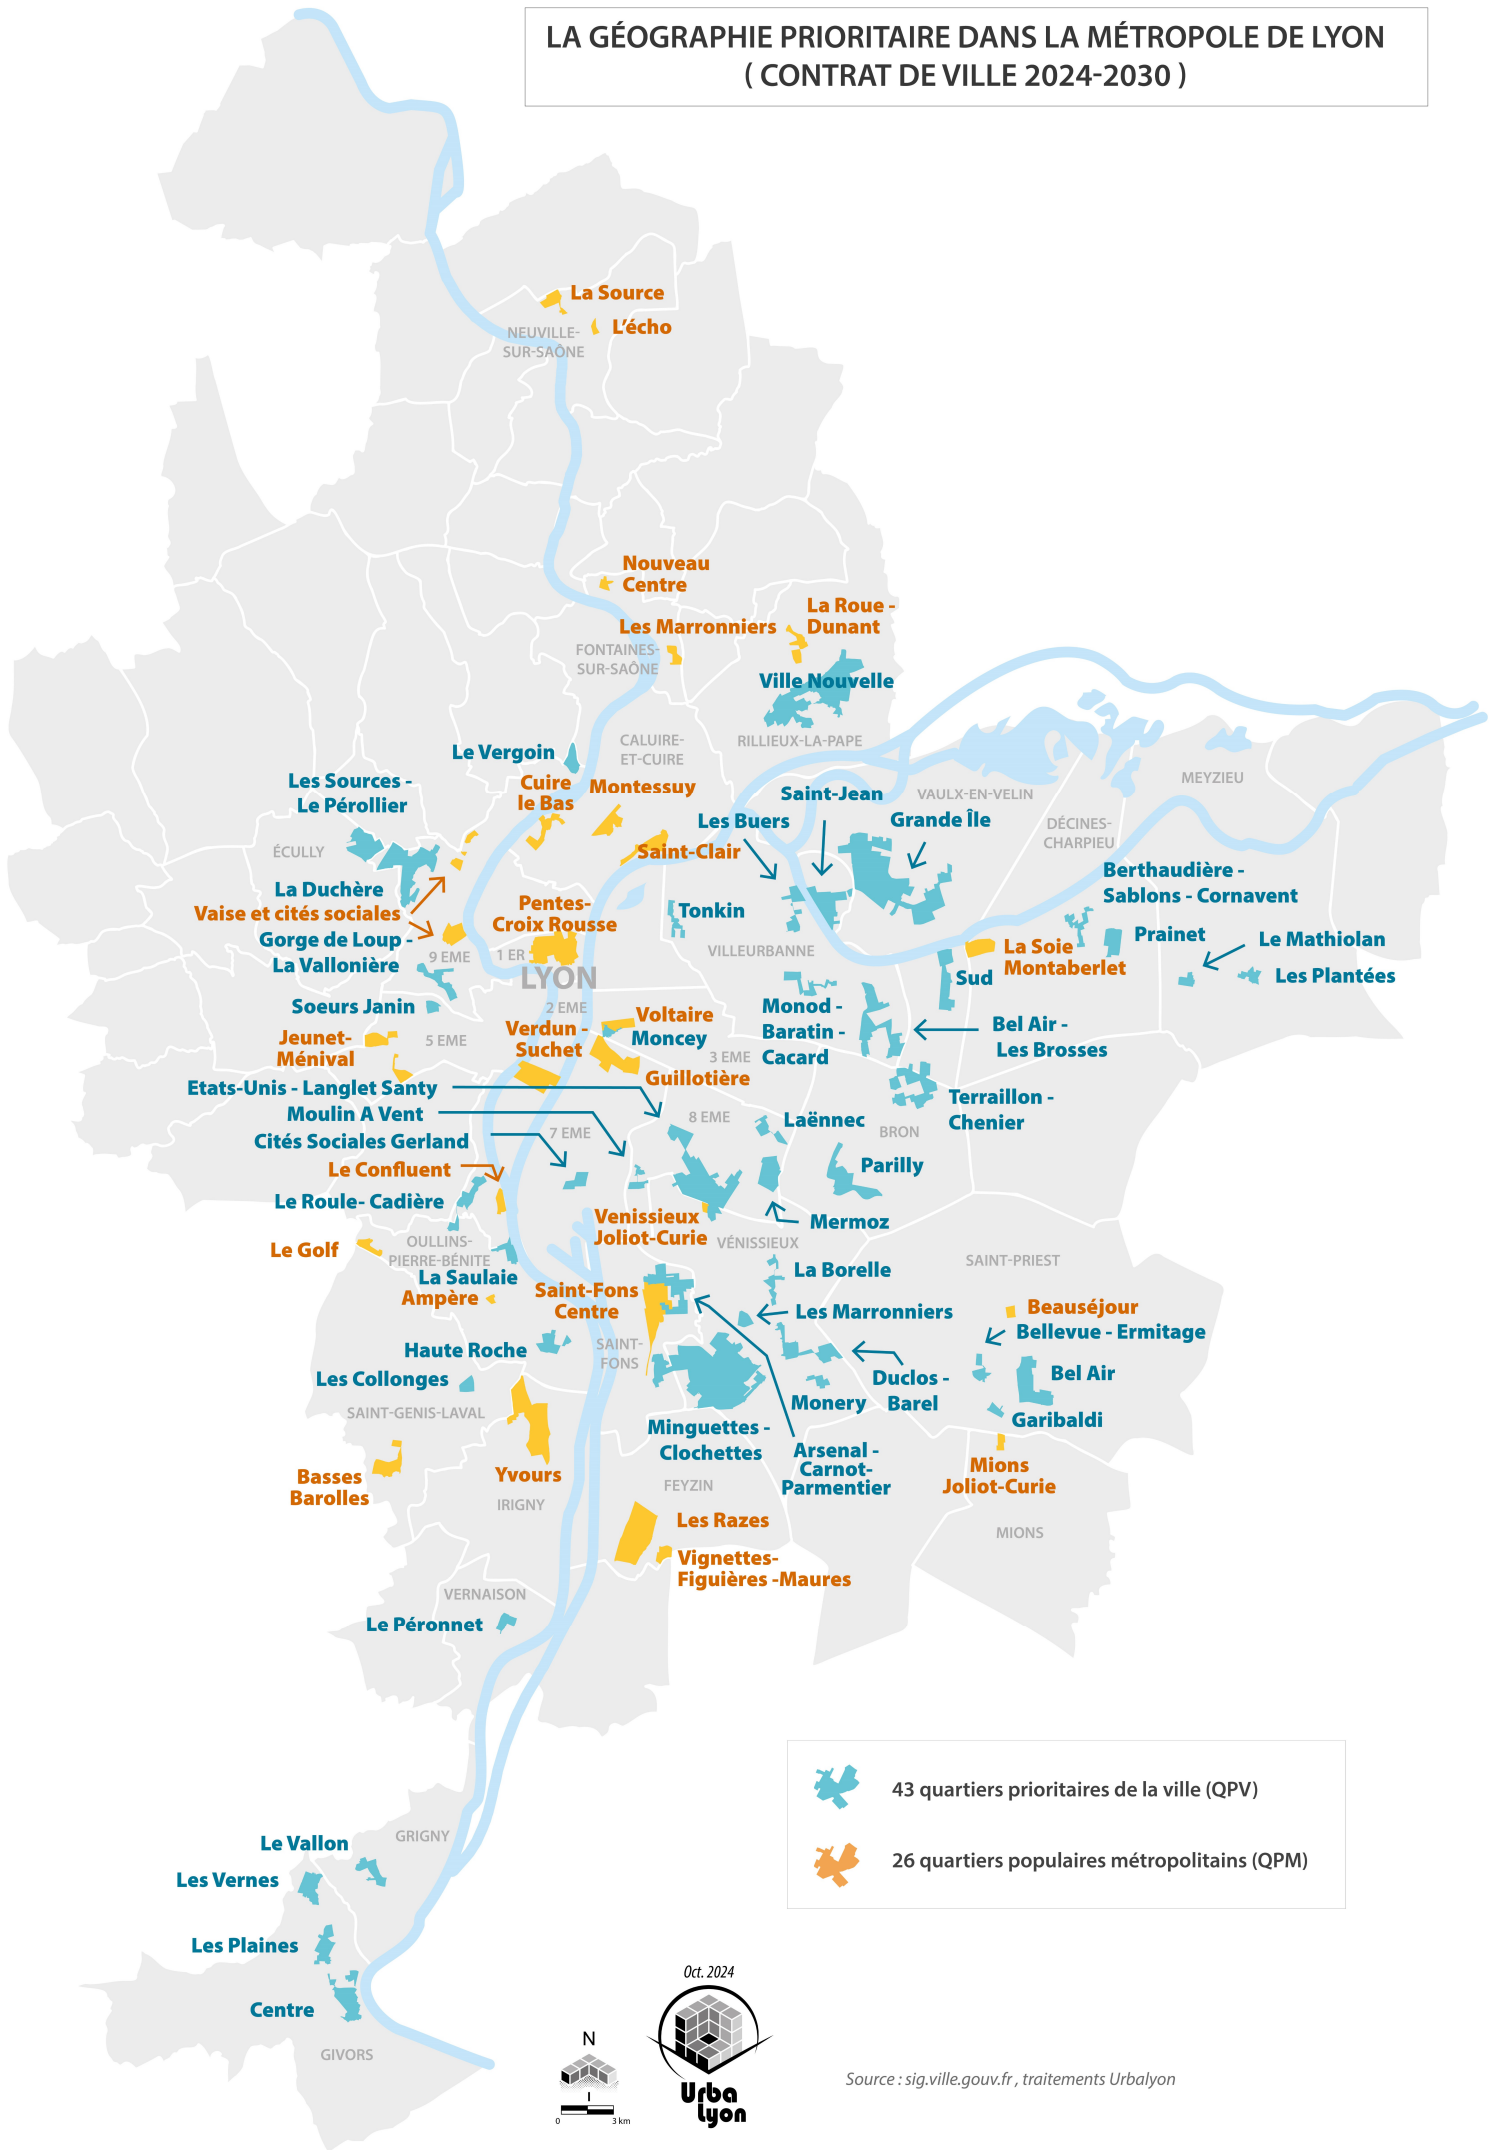 LA GÉOGRAPHIE PRIORITAIRE DANS LA MÉTROPOLE DE LYON
( CONTRAT DE VILLE 2024-2030 )
La Source
L’écho
NEUVILLE-
SUR-SAÔNE
Nouveau
Centre
La Roue -
Dunant
Les Marronniers
FONTAINES-
SUR-SAÔNE
Ville Nouvelle
RILLIEUX-LA-PAPE
CALUIRE-
ET-CUIRE
Le Vergoin
Les Sources -
Le Pérollier
Cuire
le Bas
Montessuy
Saint-Jean
VAULX-EN-VELIN
MEYZIEU
Les Buers
Grande Île
DÉCINES-
CHARPIEU
ÉCULLY
Saint-Clair
Berthaudière -
Sablons - Cornavent
La Duchère
Vaise et cités sociales
Pentes-
Croix Rousse
Tonkin
Gorge de Loup -
La Vallonière
9 EME
1 ER
LYON
VILLEURBANNE
La Soie
Montaberlet
Prainet
Le Mathiolan
Les Plantées
Sud
Soeurs Janin
2 EME
Monod -
Baratin -
Cacard
Voltaire
Moncey
Verdun -
Suchet
Jeunet-
Ménival
5 EME
3 EME
Bel Air -
Les Brosses
Guillotière
Etats-Unis - Langlet Santy
Moulin A Vent
Cités Sociales Gerland
7 EME
8 EME
Laënnec
BRON
Terraillon -
Chenier
Le Confluent
Parilly
Le Roule- Cadière
Mermoz
Venissieux
Joliot-Curie
VÉNISSIEUX
Le Golf
OULLINS-
PIERRE-BÉNITE
SAINT-PRIEST
La Saulaie
Ampère
Saint-Fons
Centre
La Borelle
Les Marronniers
Beauséjour
Bellevue - Ermitage
Haute Roche
SAINT-
FONS
Les Collonges
Duclos -
Barel
Bel Air
Monery
Garibaldi
SAINT-GENIS-LAVAL
Minguettes -
Clochettes
Arsenal -
Carnot-
Parmentier
Basses
Barolles
Yvours
IRIGNY
FEYZIN
Mions
Joliot-Curie
MIONS
Les Razes
Vignettes-
Figuières -Maures
VERNAISON
Le Péronnet
43 quartiers prioritaires de la ville (QPV)
26 quartiers populaires métropolitains (QPM)
GRIGNY
Le Vallon
Les Vernes
Les Plaines
Centre
GIVORS
Oct. 2024
N
0 3 km
Urba
Lyon
Source : sig.ville.gouv.fr , traitements Urbalyon